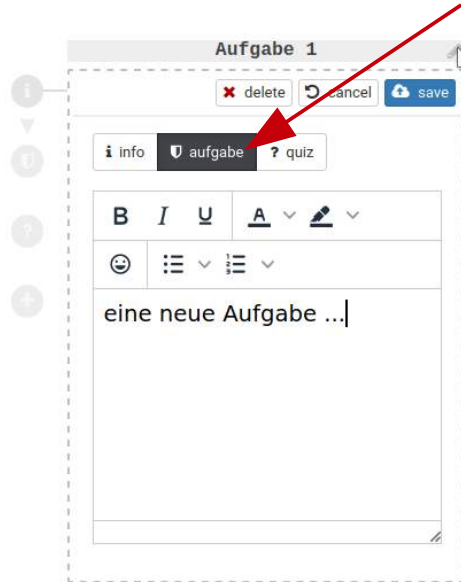 Aufgabe 1
delete cancel save
i info aufgabe ? quiz
B I U A
eine neue Aufgabe ...